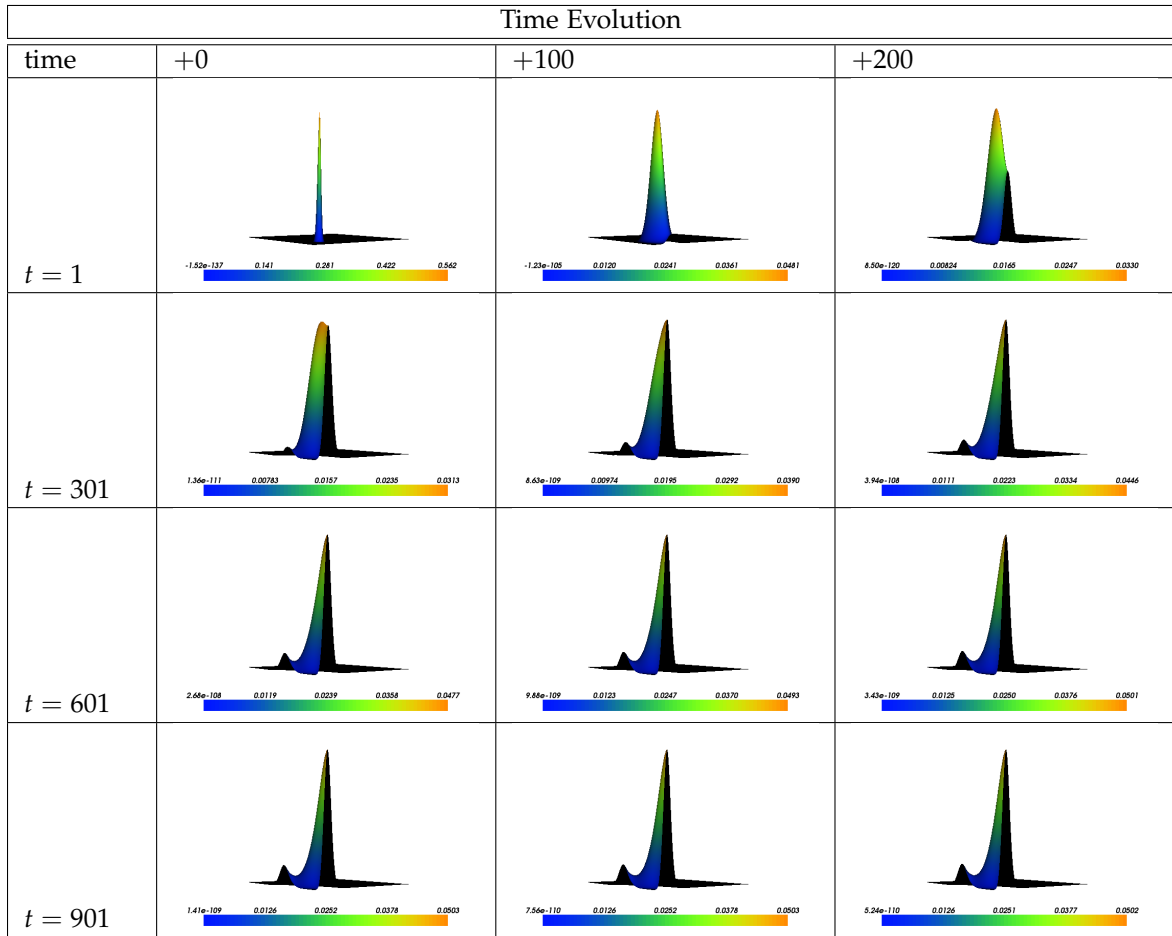 Time Evolution
time +0 +100 +200
t = 1
-1.52e-137 0.141 0.281 0.422 0.562
-1.23e-105 0.0120 0.0241 0.0361 0.0481
8.50e-120 0.00824 0.0165 0.0247 0.0330
t = 301
1.36e-111 0.00783 0.0157 0.0235 0.0313
8.63e-109 0.00974 0.0195 0.0292 0.0390
3.94e-108 0.0111 0.0223 0.0334 0.0446
t = 601
2.68e-108 0.0119 0.0239 0.0358 0.0477
9.88e-109 0.0123 0.0247 0.0370 0.0493
3.43e-109 0.0125 0.0250 0.0376 0.0501
t = 901
1.41e-109 0.0126 0.0252 0.0378 0.0503
7.56e-110 0.0126 0.0252 0.0378 0.0503
5.24e-110 0.0126 0.0251 0.0377 0.0502